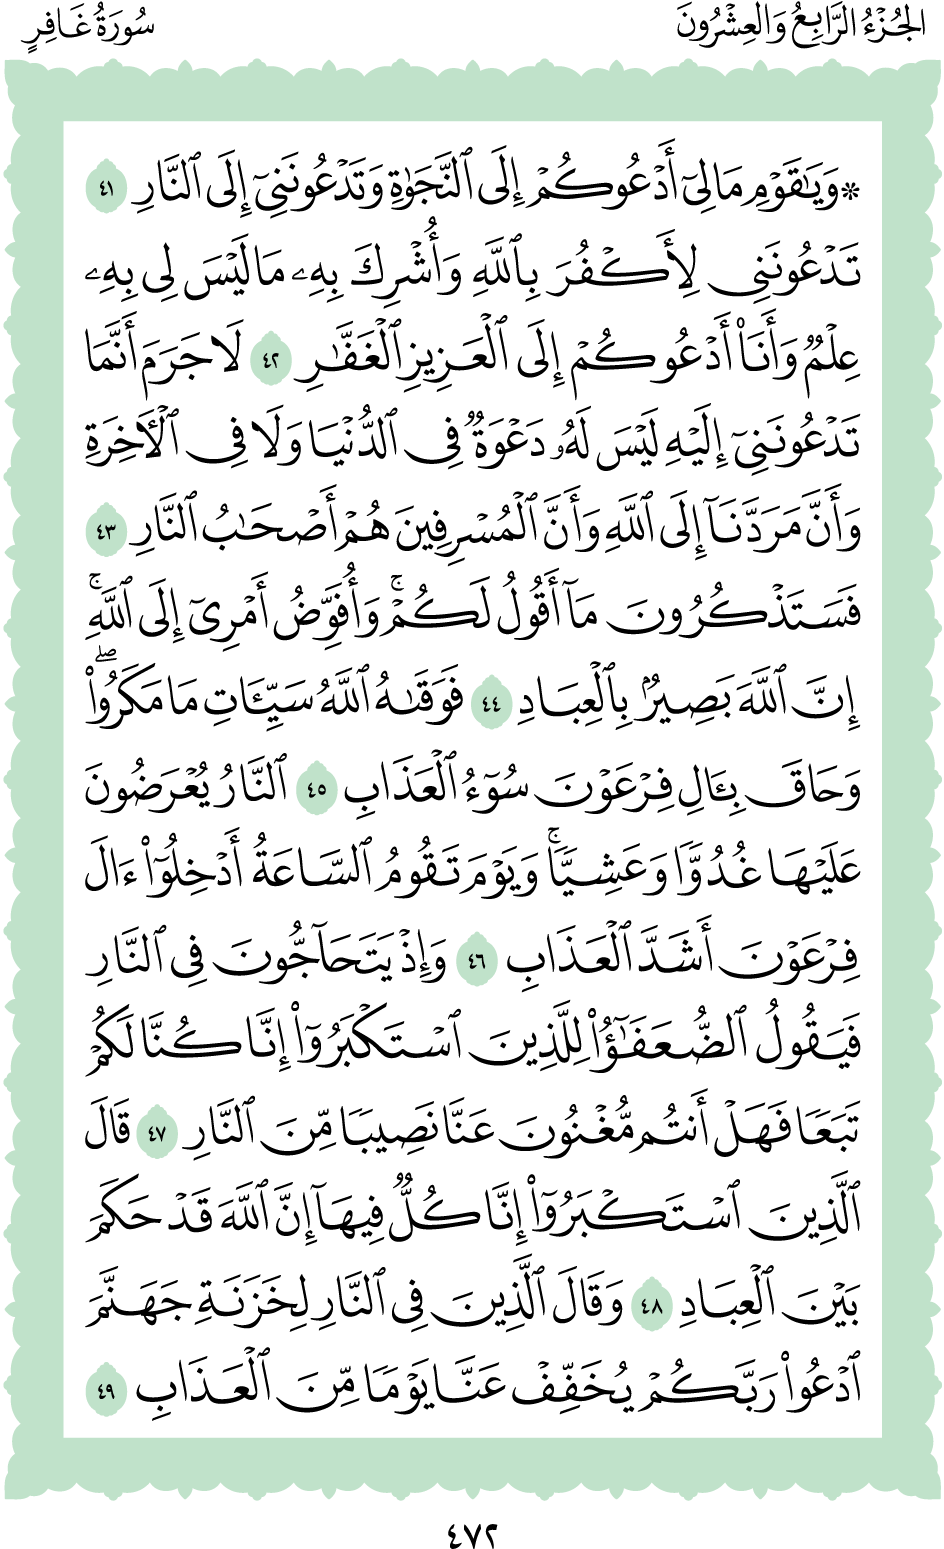 الجُزْءُ الرَّابِعُ وَالْعِشْرُونَ
سُورَةُ غَافِرٍ
۞ وَيَٰقَوْمِ مَا لِىٓ أَدْعُوكُمْ إِلَى ٱلنَّجَوٰةِ وَتَدْعُونَنِىٓ إِلَى ٱلنَّارِ ٤١
تَدْعُونَنِى لِأَكْفُرَ بِٱللَّهِ وَأُشْرِكَ بِهِۦ مَا لَيْسَ لِى بِهِۦ
عِلْمٌ وَأَنَا۠ أَدْعُوكُمْ إِلَى ٱلْعَزِيزِ ٱلْغَفَّٰرِ ٤٢ لَا جَرَمَ أَنَّمَا
تَدْعُونَنِىٓ إِلَيْهِ لَيْسَ لَهُۥ دَعْوَةٌ فِى ٱلدُّنْيَا وَلَا فِى ٱلْأَخِرَةِ
وَأَنَّ مَرَدَّنَآ إِلَى ٱللَّهِ وَأَنَّ ٱلْمُسْرِفِينَ هُمْ أَصْحَٰبُ ٱلنَّارِ ٤٣
فَسَتَذْكُرُونَ مَآ أَقُولُ لَكُمْ ۚ وَأُفَوِّضُ أَمْرِىٓ إِلَى ٱللَّهِ ۚ
إِنَّ ٱللَّهَ بَصِيرٌۢ بِٱلْعِبَادِ ٤٤ فَوَقَىٰهُ ٱللَّهُ سَيِّـَٔاتِ مَا مَكَرُوا۟ ۖ
وَحَاقَ بِـَٔالِ فِرْعَوْنَ سُوٓءُ ٱلْعَذَابِ ٤٥ ٱلنَّارُ يُعْرَضُونَ
عَلَيْهَا غُدُوًّا وَعَشِيًّا ۚ وَيَوْمَ تَقُومُ ٱلسَّاعَةُ أَدْخِلُوٓا۟ ءَالَ
فِرْعَوْنَ أَشَدَّ ٱلْعَذَابِ ٤٦ وَإِذْ يَتَحَآجُّونَ فِى ٱلنَّارِ
فَيَقُولُ ٱلضُّعَفَٰٓؤُا۟ لِلَّذِينَ ٱسْتَكْبَرُوٓا۟ إِنَّا كُنَّا لَكُمْ
تَبَعًا فَهَلْ أَنتُم مُّغْنُونَ عَنَّا نَصِيبًا مِّنَ ٱلنَّارِ ٤٧ قَالَ
ٱلَّذِينَ ٱسْتَكْبَرُوٓا۟ إِنَّا كُلٌّ فِيهَآ إِنَّ ٱللَّهَ قَدْ حَكَمَ
بَيْنَ ٱلْعِبَادِ ٤٨ وَقَالَ ٱلَّذِينَ فِى ٱلنَّارِ لِخَزَنَةِ جَهَنَّمَ
ٱدْعُوا۟ رَبَّكُمْ يُخَفِّفْ عَنَّا يَوْمًا مِّنَ ٱلْعَذَابِ ٤٩
٤٧٢